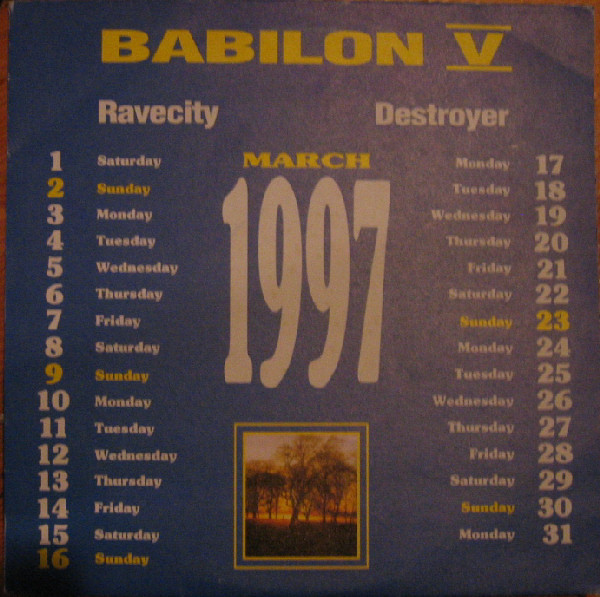 BABILON V
Ravecity Destroyer
MARCH
1997
1 Saturday
2 Sunday
3 Monday
4 Tuesday
5 Wednesday
6 Thursday
7 Friday
8 Saturday
9 Sunday
10 Monday
11 Tuesday
12 Wednesday
13 Thursday
14 Friday
15 Saturday
16 Sunday
Monday 17
Tuesday 18
Wednesday 19
Thursday 20
Friday 21
Saturday 22
Sunday 23
Monday 24
Tuesday 25
Wednesday 26
Thursday 27
Friday 28
Saturday 29
Sunday 30
Monday 31